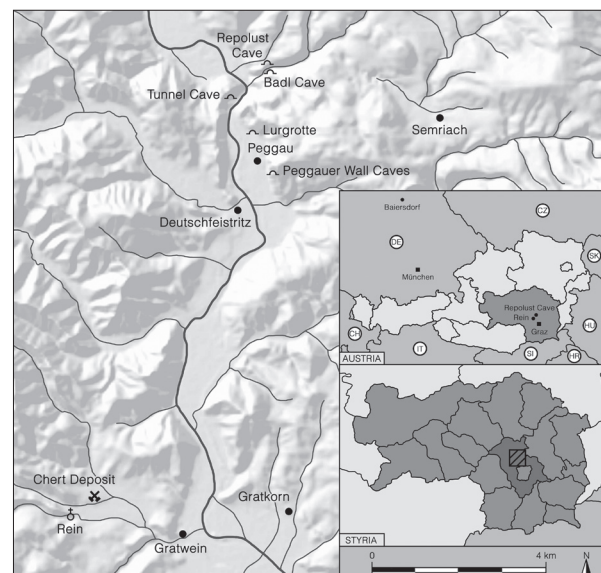 Repolust
Cave
Badl Cave
Tunnel Cave
Semriach
Lurgrotte
Peggau
Peggauer Wall Caves
Deutschfeistritz
Chert Deposit
Rein
Gratkorn
Gratwein
Baiersdorf
CZ
DE
SK
München
Repolust Cave
Rein
Graz
HU
CH
IT
SI
HR
AUSTRIA
STYRIA
0 4 km
N